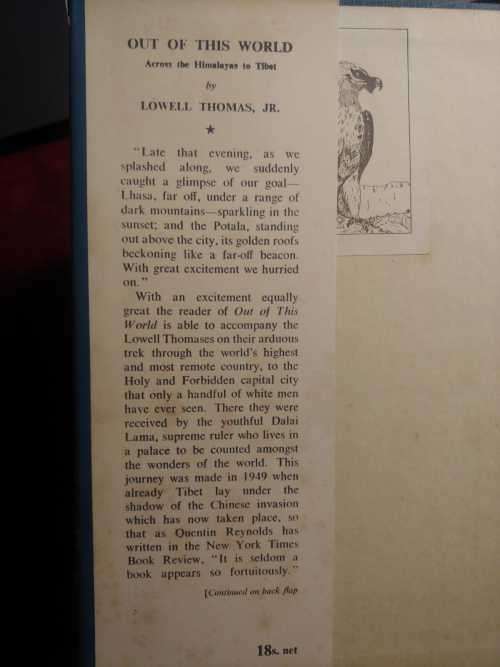 OUT OF THIS WORLD
Across the Himalayas to Tibet
by
LOWELL THOMAS, JR.
★
"Late that evening, as we
splashed along, we suddenly
caught a glimpse of our goal—
Lhasa, far off, under a range of
dark mountains—sparkling in the
sunset; and the Potala, standing
out above the city, its golden roofs
beckoning like a far-off beacon.
With great excitement we hurried
on."
With an excitement equally
great the reader of Out of This
World is able to accompany the
Lowell Thomases on their arduous
trek through the world's highest
and most remote country, to the
Holy and Forbidden capital city
that only a handful of white men
have ever seen. There they were
received by the youthful Dalai
Lama, supreme ruler who lives in
a palace to be counted amongst
the wonders of the world. This
journey was made in 1949 when
already Tibet lay under the
shadow of the Chinese invasion
which has now taken place, so
that as Quentin Reynolds has
written in the New York Times
Book Review, "It is seldom a
book appears so fortuitously."
[Continued on back flap
18s. net